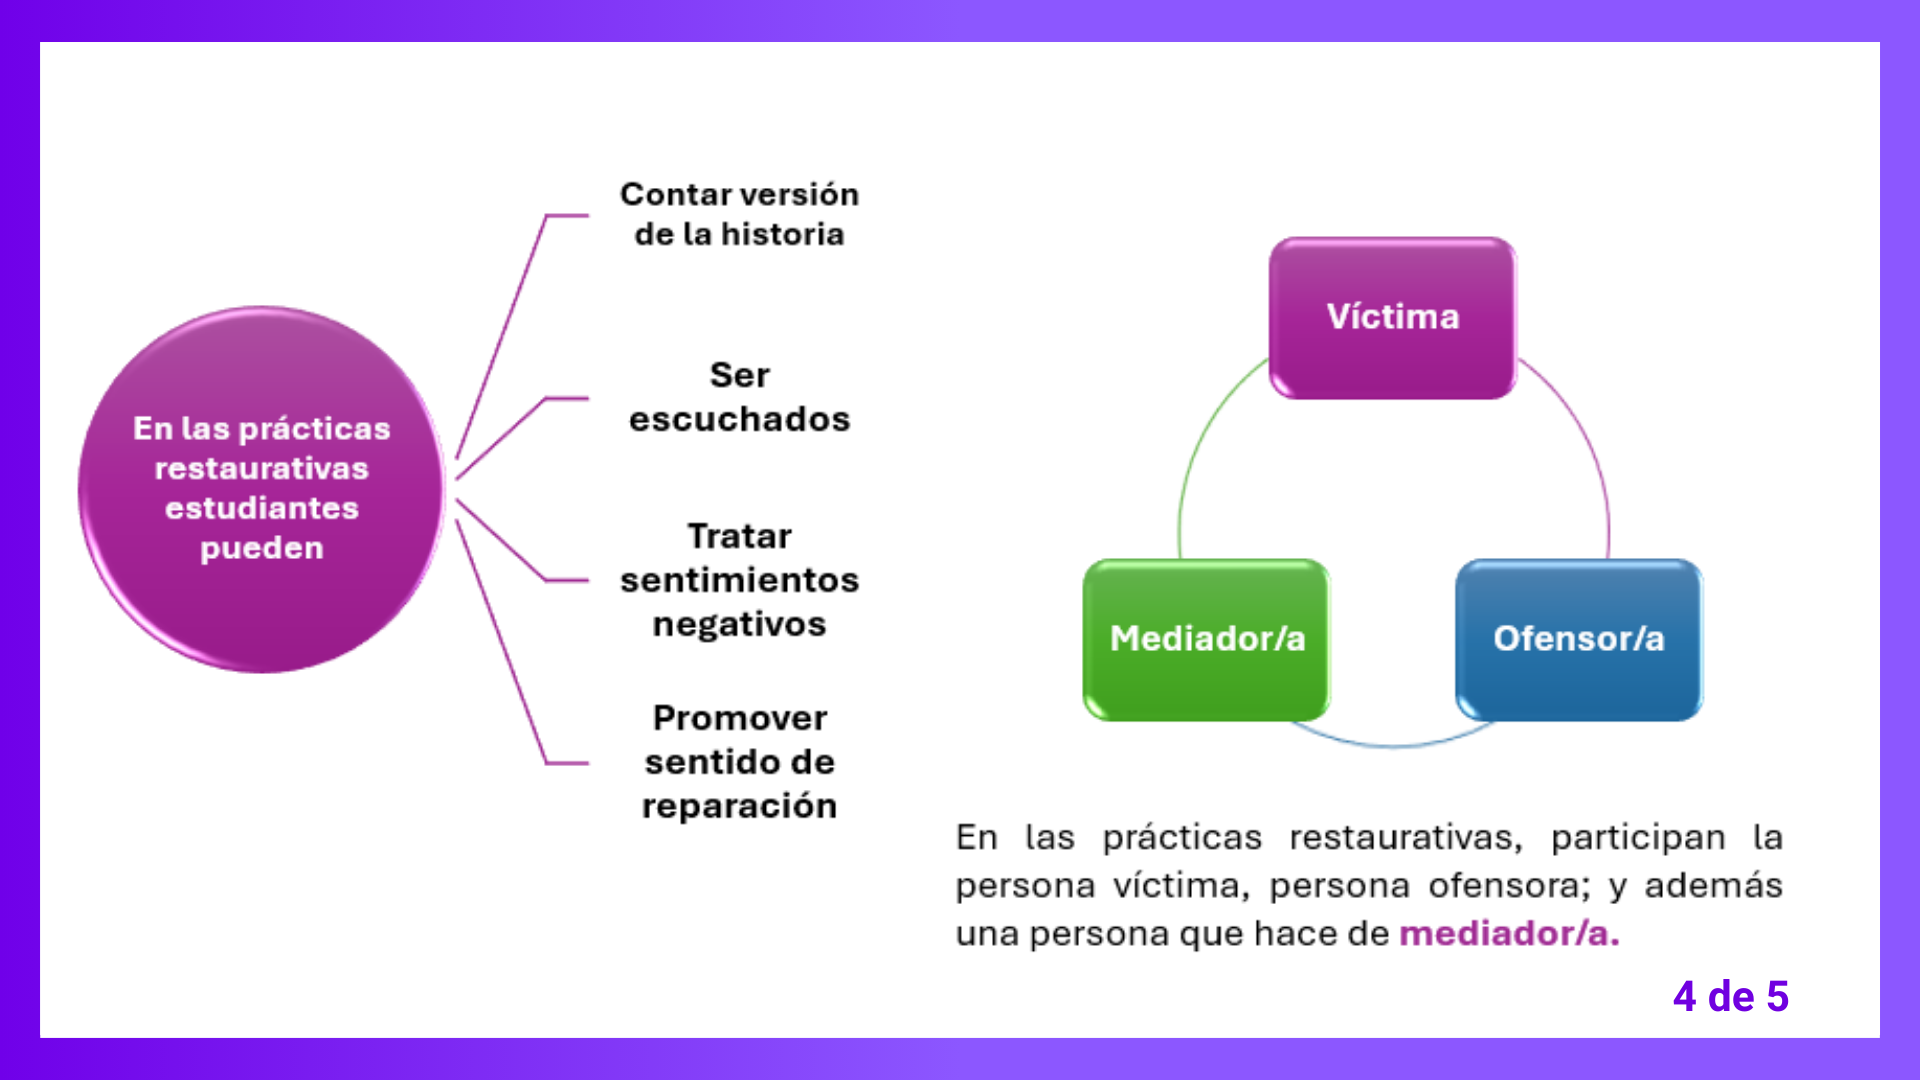 En las prácticas
restaurativas
estudiantes
pueden
Contar versión
de la historia
Ser
escuchados
Tratar
sentimientos
negativos
Promover
sentido de
reparación
Víctima
Mediador/a
Ofensor/a
En las prácticas restaurativas, participan la
persona víctima, persona ofensora; y además
una persona que hace de mediador/a.
4 de 5